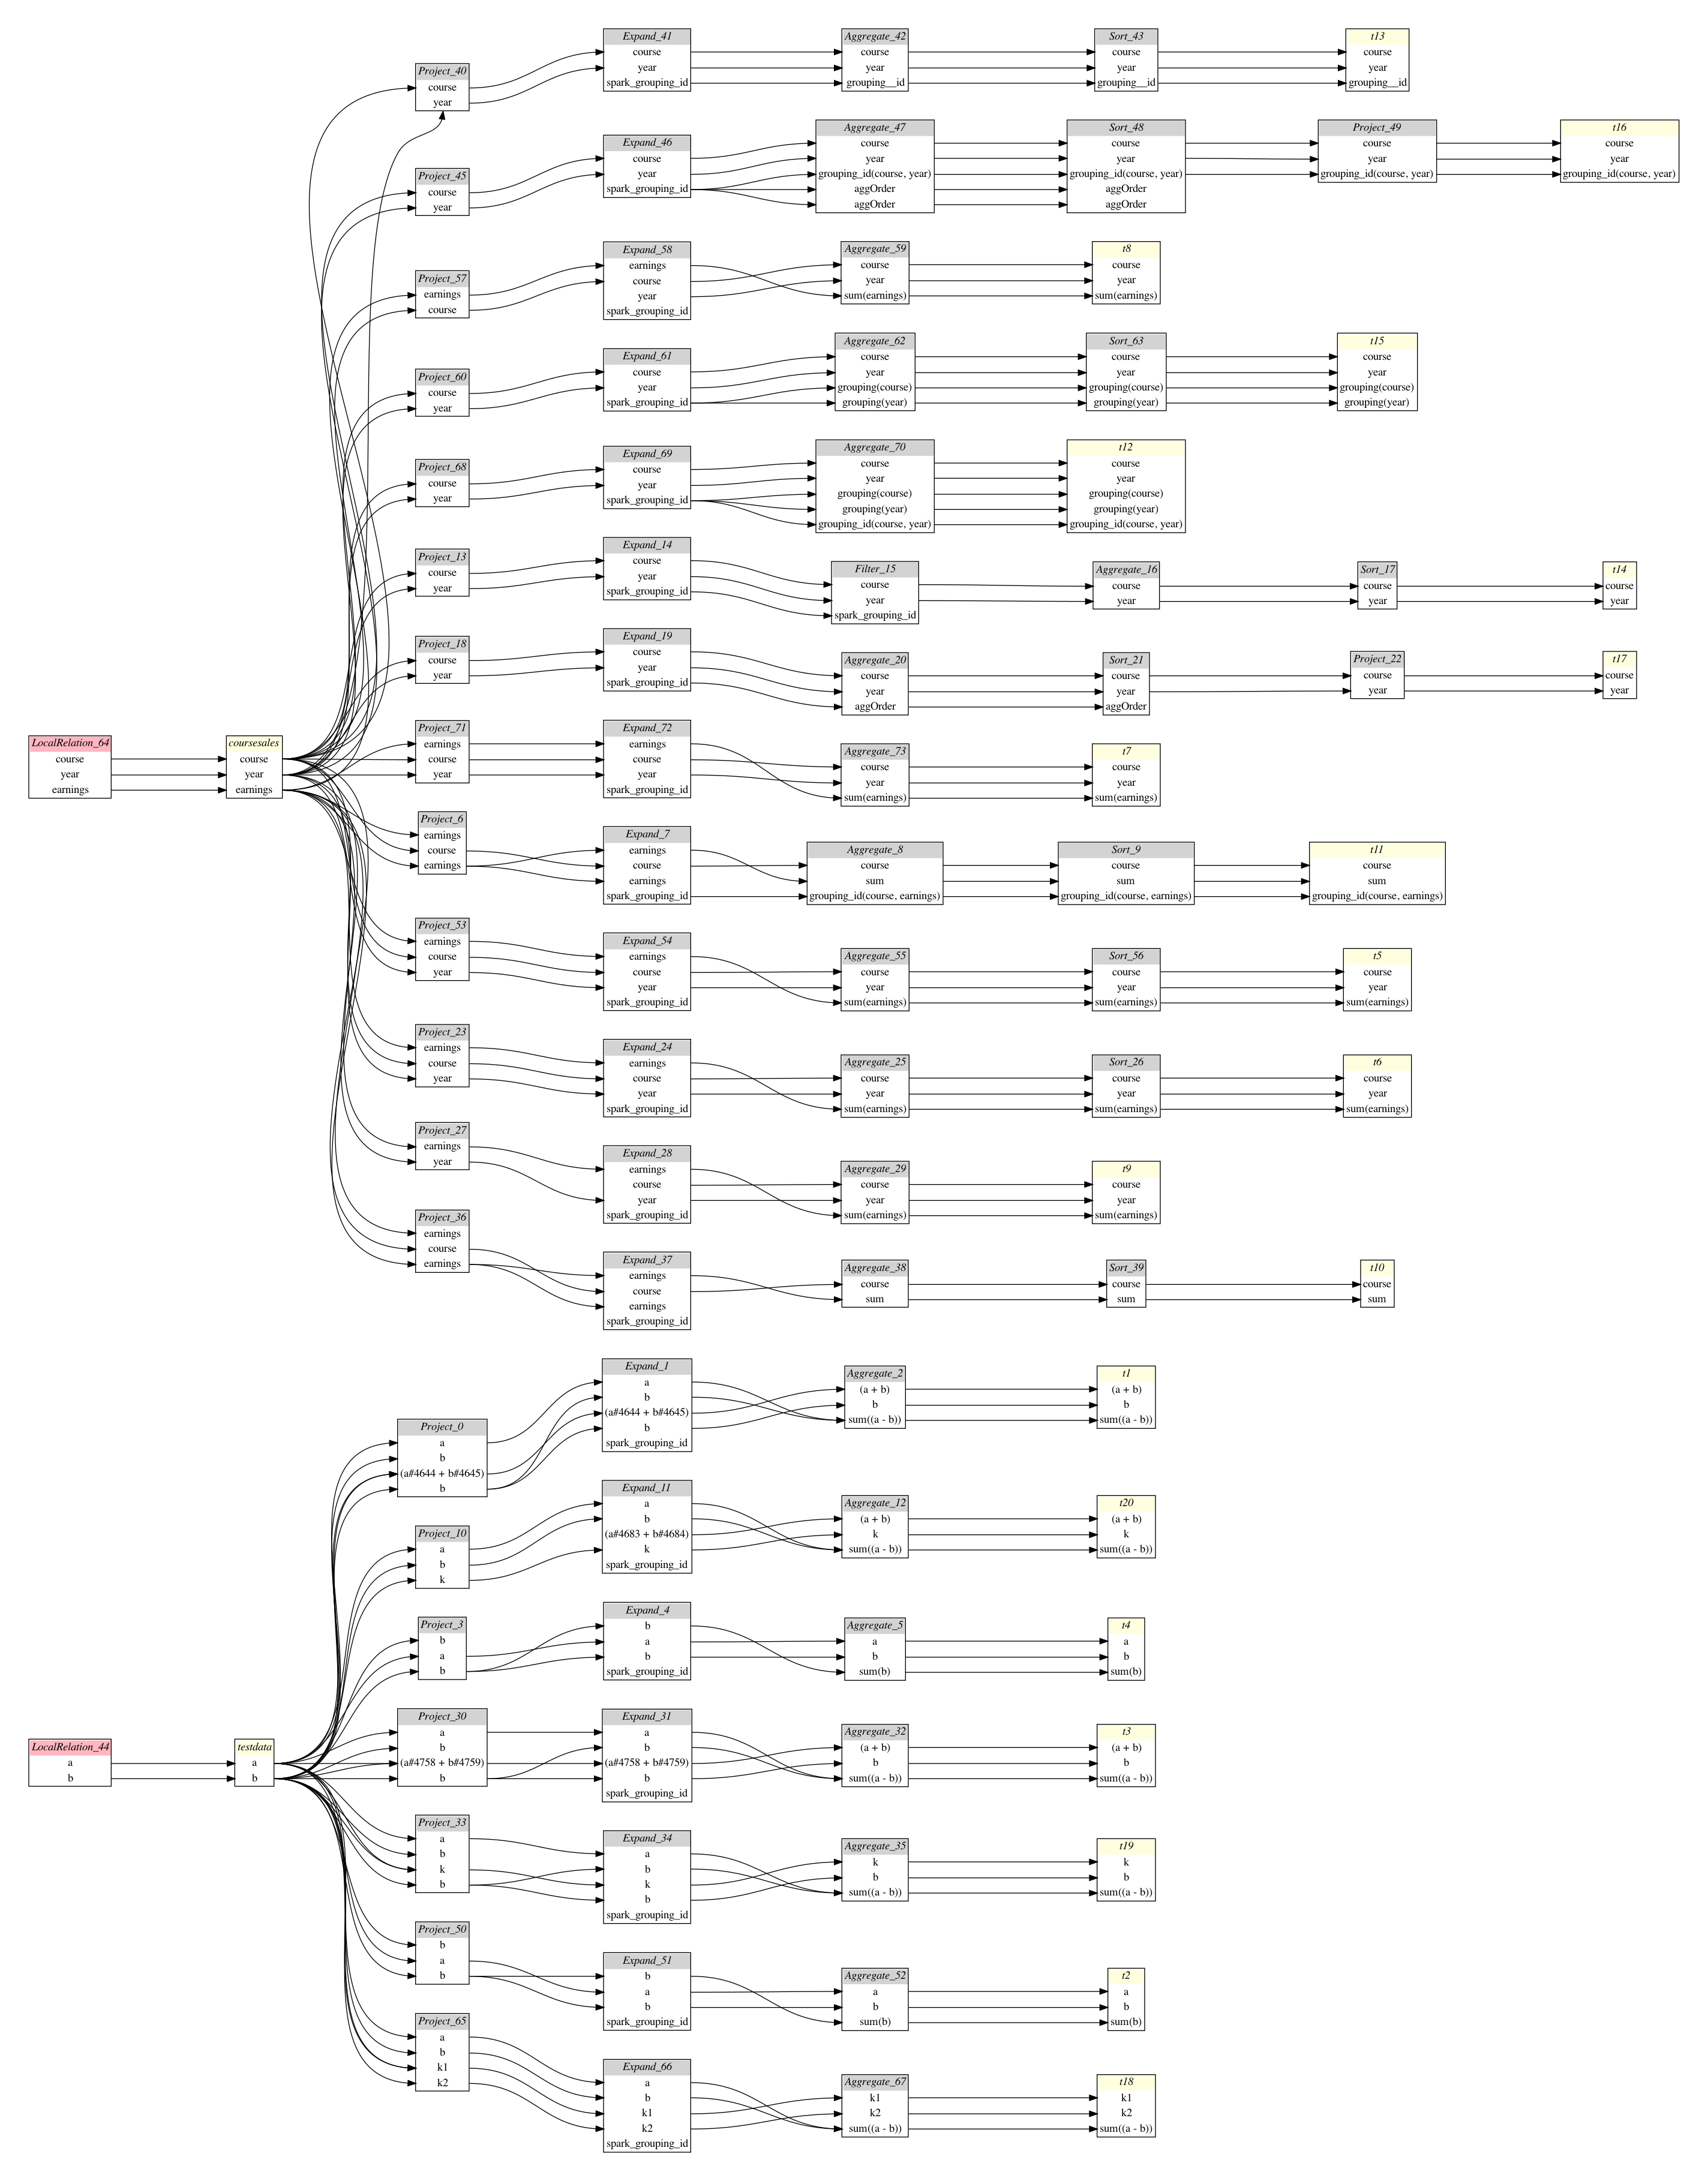 Expand_41
course
year
spark_grouping_id
Aggregate_42
course
year
grouping__id
Sort_43
course
year
grouping__id
t13
course
year
grouping__id
Project_40
course
year
Project_45
course
year
Expand_46
course
year
spark_grouping_id
Aggregate_47
course
year
grouping_id(course, year)
aggOrder
aggOrder
Sort_48
course
year
grouping_id(course, year)
aggOrder
aggOrder
Project_49
course
year
grouping_id(course, year)
t16
course
year
grouping_id(course, year)
Project_57
earnings
course
Expand_58
earnings
course
year
spark_grouping_id
Aggregate_59
course
year
sum(earnings)
t8
course
year
sum(earnings)
Project_60
course
year
Expand_61
course
year
spark_grouping_id
Aggregate_62
course
year
grouping(course)
grouping(year)
Sort_63
course
year
grouping(course)
grouping(year)
t15
course
year
grouping(course)
grouping(year)
Project_68
course
year
Expand_69
course
year
spark_grouping_id
Aggregate_70
course
year
grouping(course)
grouping(year)
grouping_id(course, year)
t12
course
year
grouping(course)
grouping(year)
grouping_id(course, year)
Project_13
course
year
Expand_14
course
year
spark_grouping_id
Filter_15
course
year
spark_grouping_id
Aggregate_16
course
year
Sort_17
course
year
t14
course
year
Project_18
course
year
Expand_19
course
year
spark_grouping_id
Aggregate_20
course
year
aggOrder
Sort_21
course
year
aggOrder
Project_22
course
year
t17
course
year
LocalRelation_64
course
year
earnings
coursesales
course
year
earnings
Project_71
earnings
course
year
Expand_72
earnings
course
year
spark_grouping_id
Aggregate_73
course
year
sum(earnings)
t7
course
year
sum(earnings)
Project_6
earnings
course
earnings
Expand_7
earnings
course
earnings
spark_grouping_id
Aggregate_8
course
sum
grouping_id(course, earnings)
Sort_9
course
sum
grouping_id(course, earnings)
t11
course
sum
grouping_id(course, earnings)
Project_53
earnings
course
year
Expand_54
earnings
course
year
spark_grouping_id
Aggregate_55
course
year
sum(earnings)
Sort_56
course
year
sum(earnings)
t5
course
year
sum(earnings)
Project_23
earnings
course
year
Expand_24
earnings
course
year
spark_grouping_id
Aggregate_25
course
year
sum(earnings)
Sort_26
course
year
sum(earnings)
t6
course
year
sum(earnings)
Project_27
earnings
year
Expand_28
earnings
course
year
spark_grouping_id
Aggregate_29
course
year
sum(earnings)
t9
course
year
sum(earnings)
Project_36
earnings
course
earnings
Expand_37
earnings
course
earnings
spark_grouping_id
Aggregate_38
course
sum
Sort_39
course
sum
t10
course
sum
Project_0
a
b
(a#4644 + b#4645)
b
Expand_1
a
b
(a#4644 + b#4645)
b
spark_grouping_id
Aggregate_2
(a + b)
b
sum((a - b))
t1
(a + b)
b
sum((a - b))
Project_10
a
b
k
Expand_11
a
b
(a#4683 + b#4684)
k
spark_grouping_id
Aggregate_12
(a + b)
k
sum((a - b))
t20
(a + b)
k
sum((a - b))
Project_3
b
a
b
Expand_4
b
a
b
spark_grouping_id
Aggregate_5
a
b
sum(b)
t4
a
b
sum(b)
LocalRelation_44
a
b
testdata
a
b
Project_30
a
b
(a#4758 + b#4759)
b
Expand_31
a
b
(a#4758 + b#4759)
b
spark_grouping_id
Aggregate_32
(a + b)
b
sum((a - b))
t3
(a + b)
b
sum((a - b))
Project_33
a
b
k
b
Expand_34
a
b
k
b
spark_grouping_id
Aggregate_35
k
b
sum((a - b))
t19
k
b
sum((a - b))
Project_50
b
a
b
Expand_51
b
a
b
spark_grouping_id
Aggregate_52
a
b
sum(b)
t2
a
b
sum(b)
Project_65
a
b
k1
k2
Expand_66
a
b
k1
k2
spark_grouping_id
Aggregate_67
k1
k2
sum((a - b))
t18
k1
k2
sum((a - b))